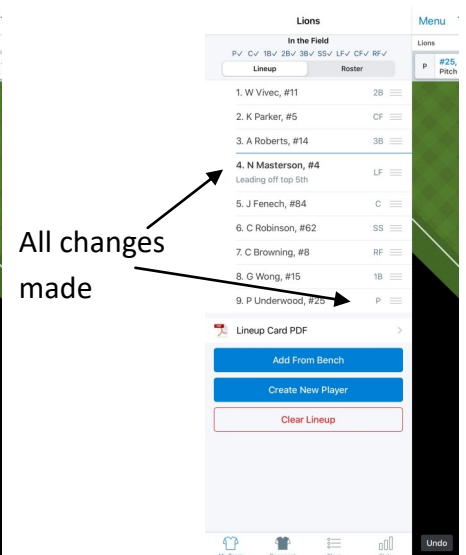 Lions
Menu
In the Field
P✓ C✓ 1B✓ 2B✓ 3B✓ SS✓ LF✓ CF✓ RF✓
Lineup Roster
Lions
P #25,
Pitch
1. W Vivec, #11 2B
2. K Parker, #5 CF
3. A Roberts, #14 3B
4. N Masterson, #4 LF
Leading off top 5th
5. J Fenech, #84 C
6. C Robinson, #62 SS
7. C Browning, #8 RF
8. G Wong, #15 1B
9. P Underwood, #25 P
All changes
made
Lineup Card PDF
Add From Bench
Create New Player
Clear Lineup
Undo